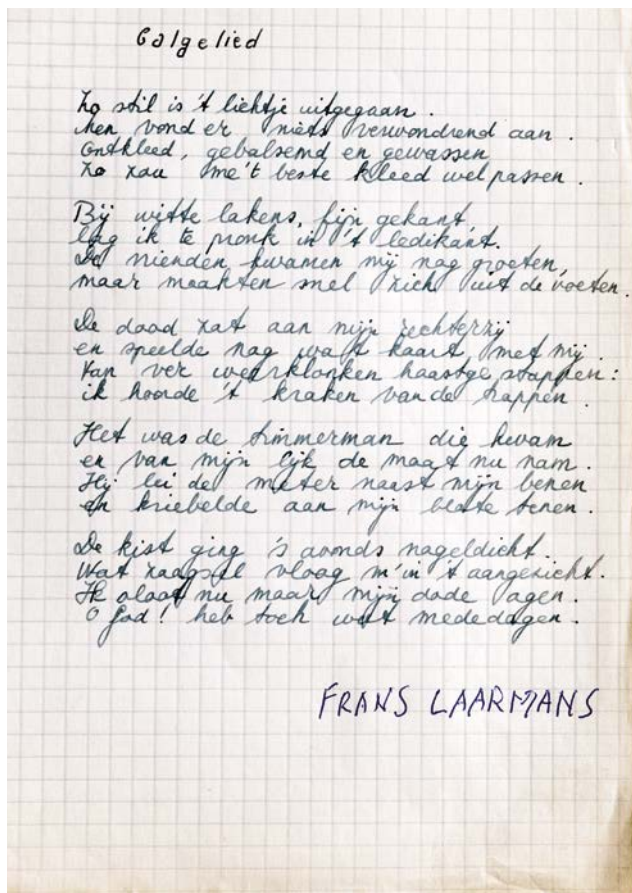 Galgelied
Zo stil is 't lichtje uitgegaan.
Men vond er niets verwondrend aan.
Ontkleed, gebalsemd en gewassen
Zo zou me 't beste kleed wel passen.
Bij witte lakens, fijn gekant,
lag ik te pronk in 't ledikant.
De vrienden kwamen mij nog groeten,
maar maakten snel zich uit de voeten.
De dood zat aan mijn rechterzij
en speelde nog wat kaart met mij.
Van ver weerklonken haastge stappen:
ik hoorde 't kraken van de trappen.
Het was de timmerman die kwam
en van mijn lijk de maat nu nam.
Hij lei de meter naast mijn benen
en kriebelde aan mijn blote tenen.
De kist ging 's avonds nageldicht.
Wat zaagsel vloog m' in 't aangezicht.
Ik sloot nu maar mijn dode ogen.
O God! heb toch wat mededogen.
FRANS LAARMANS